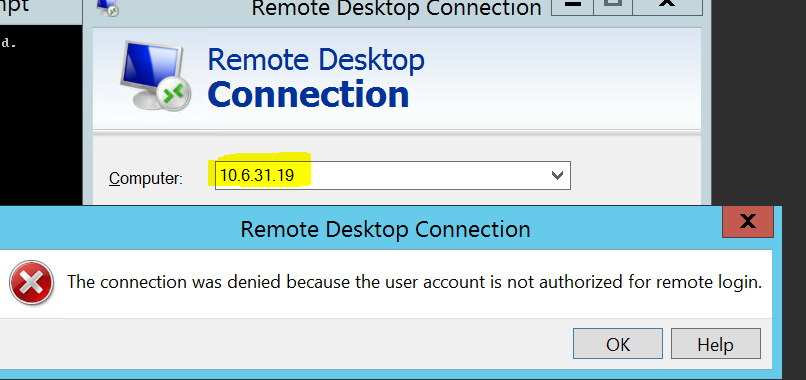 mpt
Remote Desktop Connection
d.
Remote Desktop
Connection
Computer: 10.6.31.19
Remote Desktop Connection
The connection was denied because the user account is not authorized for remote login.
OK Help